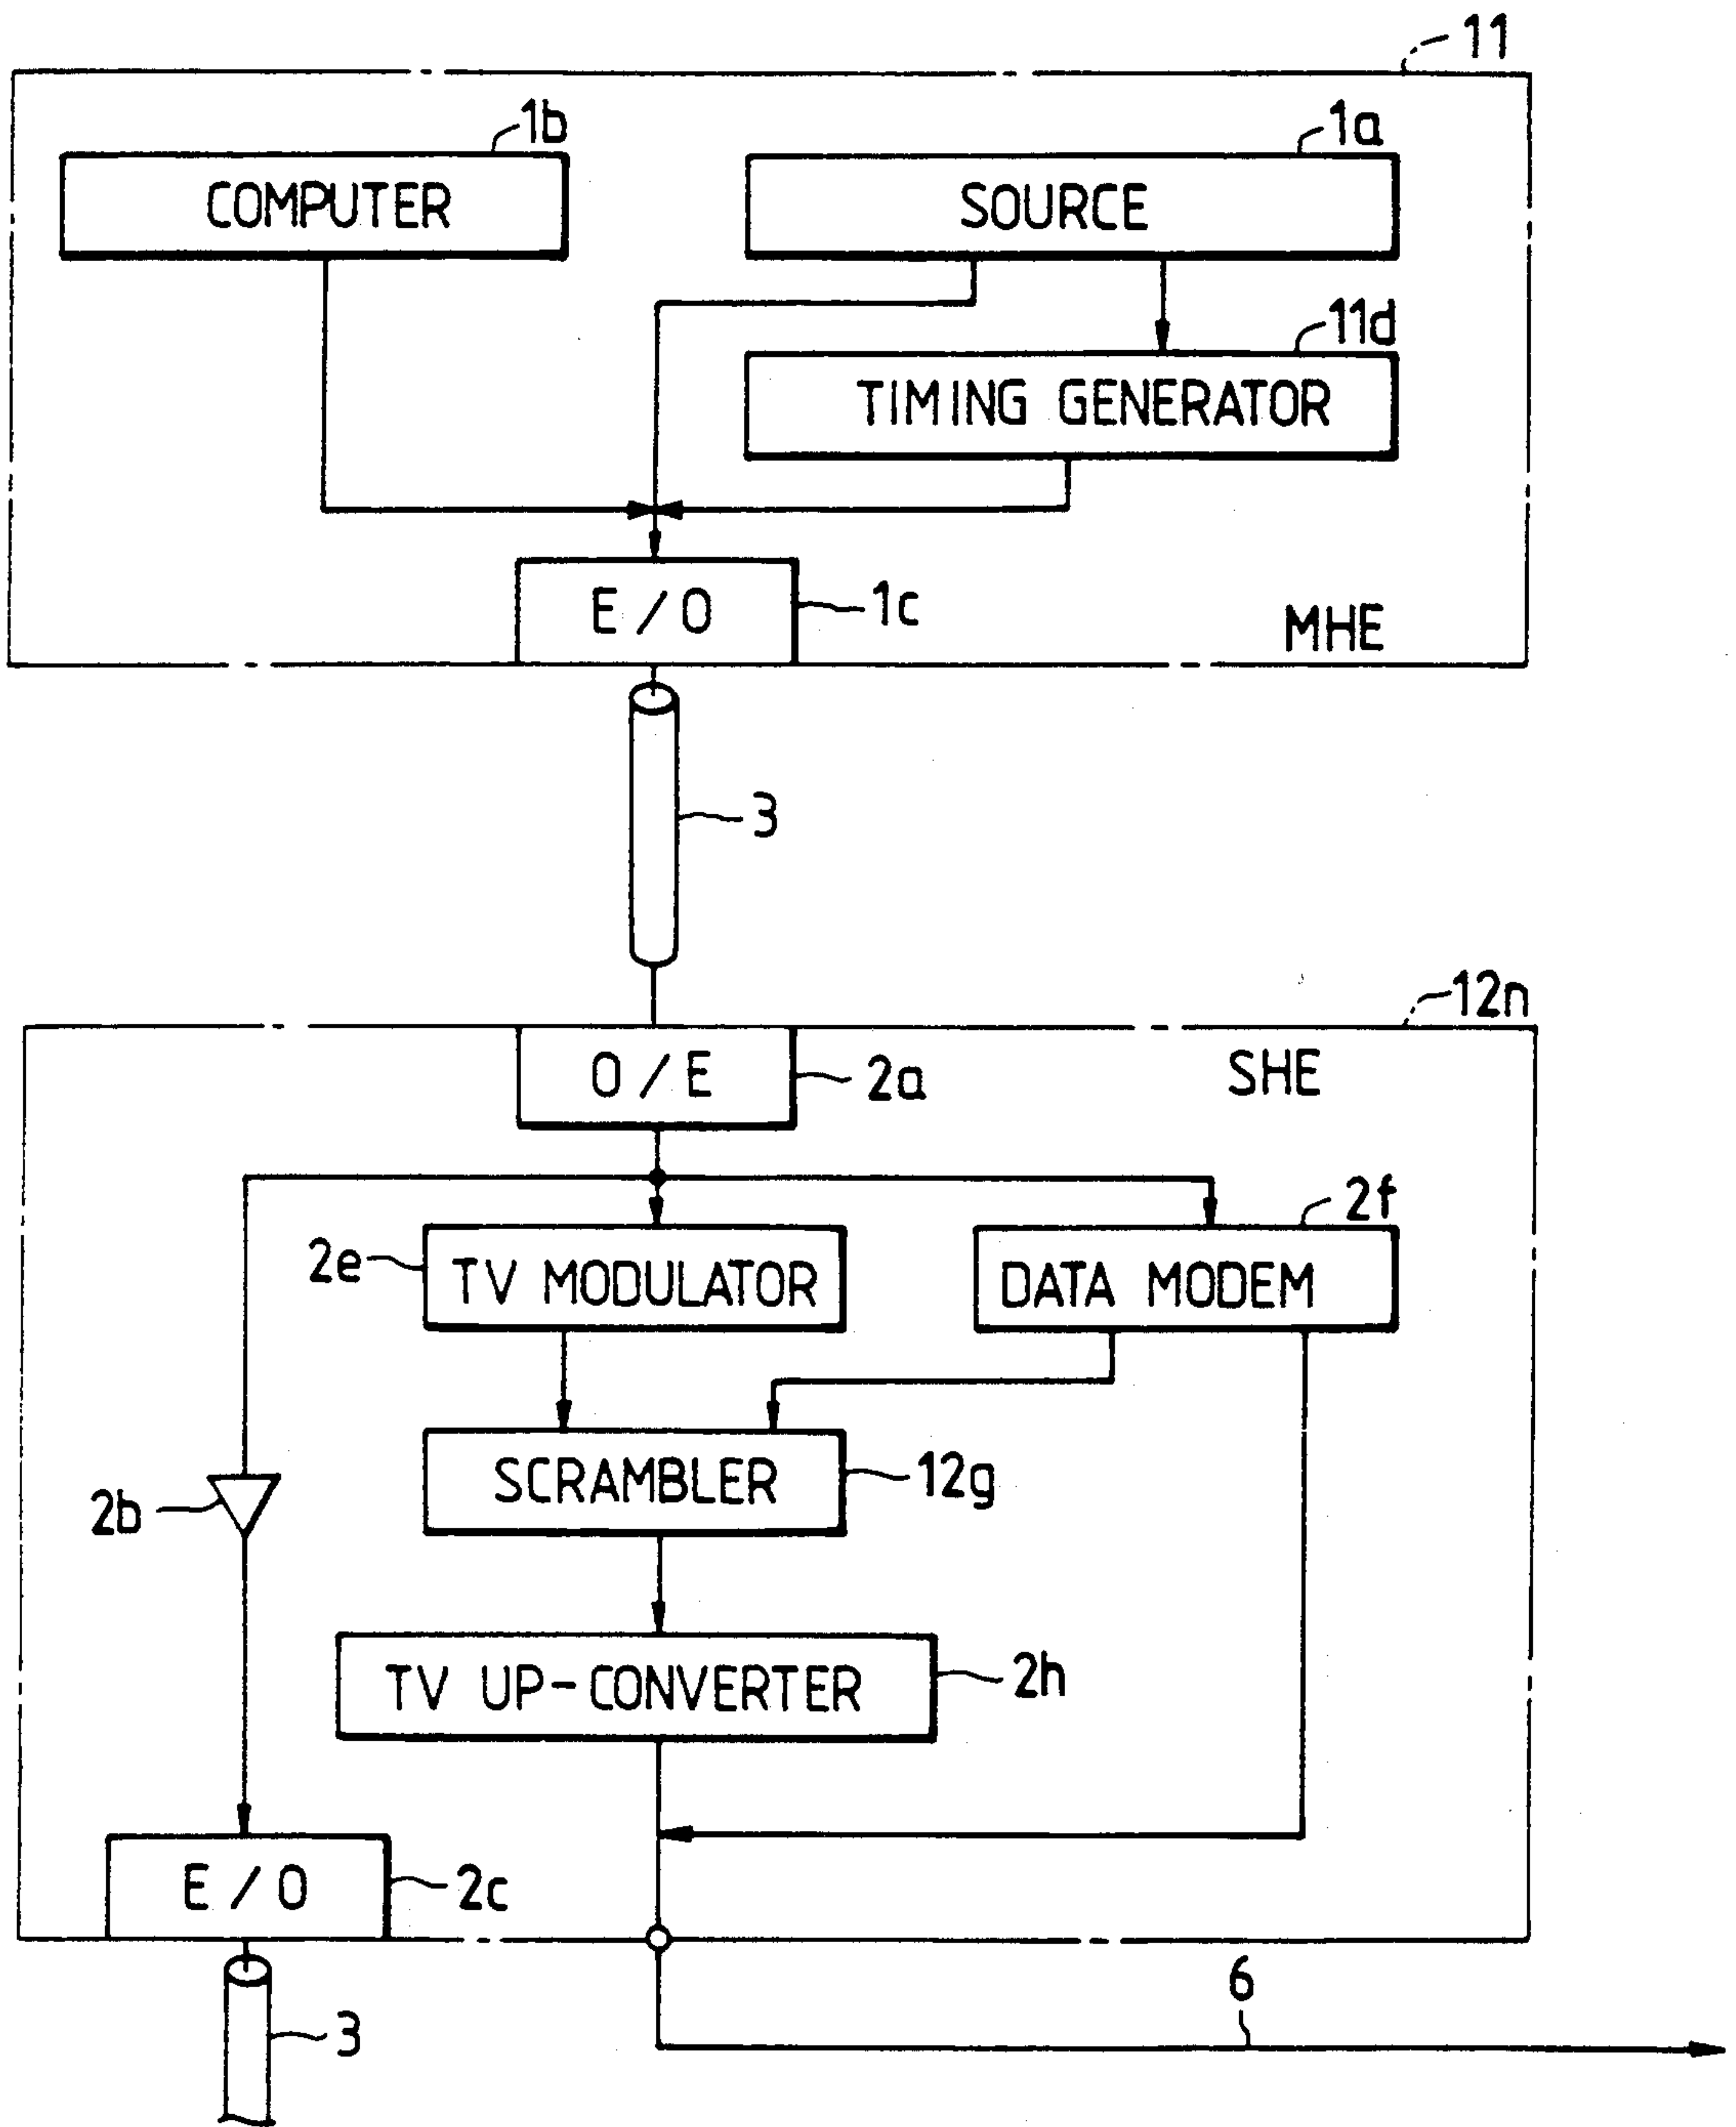 11
1b
1a
COMPUTER
SOURCE
11d
TIMING GENERATOR
E / O
1c
MHE
3
12n
O / E
2a
SHE
2f
2e
TV MODULATOR
DATA MODEM
SCRAMBLER
12g
2b
TV UP-CONVERTER
2h
E / O
2c
6
3